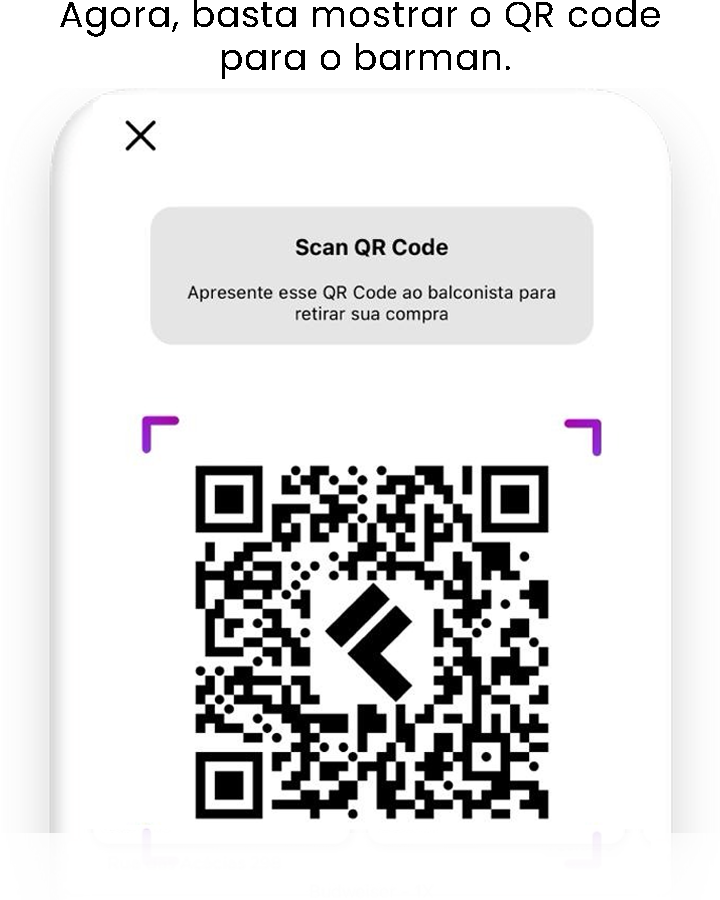 Agora, basta mostrar o QR code
para o barman.
Scan QR Code
Apresente esse QR Code ao balconista para
retirar sua compra